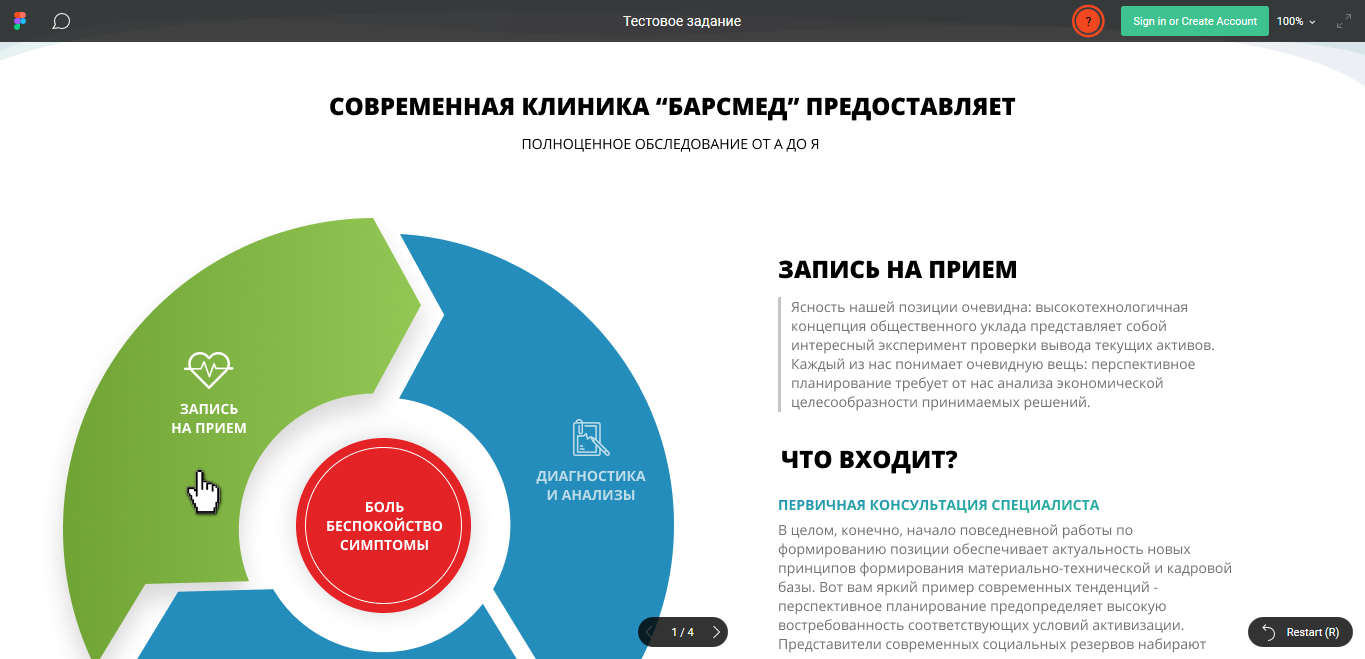 Тестовое задание
?
Sign in or Create Account
100%
СОВРЕМЕННАЯ КЛИНИКА “БАРСМЕД” ПРЕДОСТАВЛЯЕТ
ПОЛНОЦЕННОЕ ОБСЛЕДОВАНИЕ ОТ А ДО Я
ЗАПИСЬ
НА ПРИЕМ
ДИАГНОСТИКА
И АНАЛИЗЫ
БОЛЬ
БЕСПОКОЙСТВО
СИМПТОМЫ
ЗАПИСЬ НА ПРИЕМ
Ясность нашей позиции очевидна: высокотехнологичная
концепция общественного уклада представляет собой
интересный эксперимент проверки вывода текущих активов.
Каждый из нас понимает очевидную вещь: перспективное
планирование требует от нас анализа экономической
целесообразности принимаемых решений.
ЧТО ВХОДИТ?
ПЕРВИЧНАЯ КОНСУЛЬТАЦИЯ СПЕЦИАЛИСТА
В целом, конечно, начало повседневной работы по
формированию позиции обеспечивает актуальность новых
принципов формирования материально-технической и кадровой
базы. Вот вам яркий пример современных тенденций -
перспективное планирование предопределяет высокую
востребованность соответствующих условий активизации.
Представители современных социальных резервов набирают
1 / 4
Restart (R)